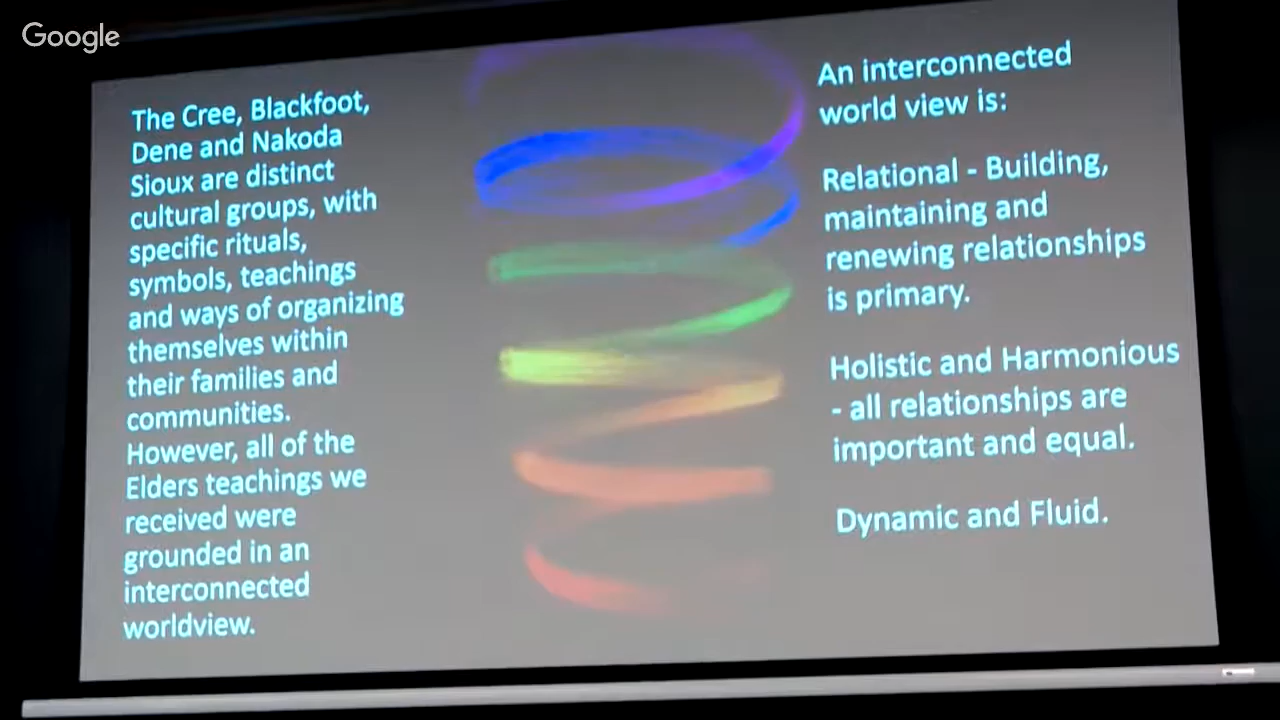 Google
The Cree, Blackfoot,
Dene and Nakoda
Sioux are distinct
cultural groups, with
specific rituals,
symbols, teachings
and ways of organizing
themselves within
their families and
communities.
However, all of the
Elders teachings we
received were
grounded in an
interconnected
worldview.
An interconnected
world view is:
Relational - Building,
maintaining and
renewing relationships
is primary.
Holistic and Harmonious
- all relationships are
important and equal.
Dynamic and Fluid.